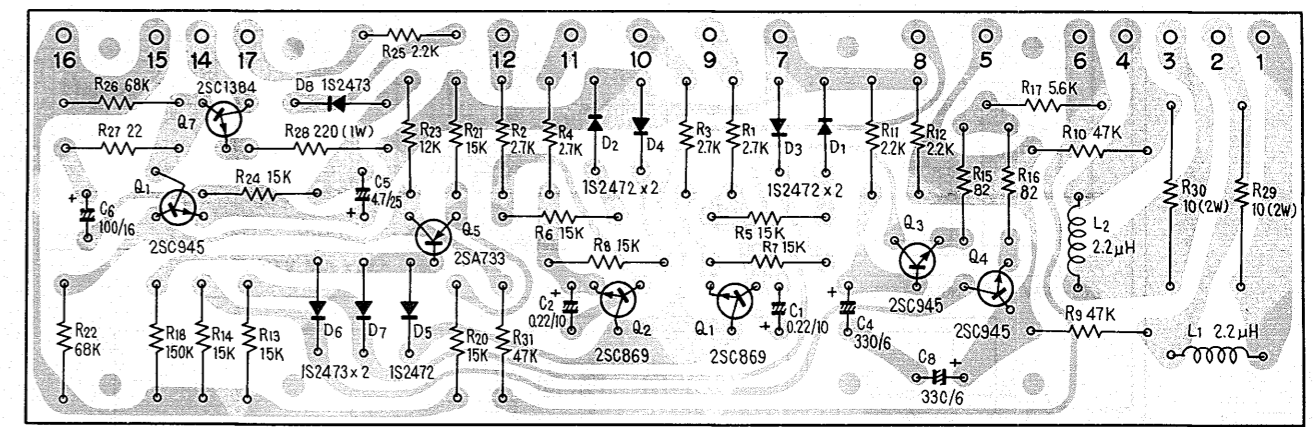 R25 2.2K
16 15 14 17 12 11 10 9 7 8 5 6 4 3 2 1
R26 68K
2SC1384
Q7
D8 1S2473
R17 5.6K
R27 22
R28 220 (1W)
R23
12K
R21
15K
R2
2.7K
R4
2.7K
D2
D4
1S2472×2
R3
2.7K
R1
2.7K
D3
D1
1S2472×2
R11
2.2K
R12
2.2K
R10 47K
R15
82
R16
82
R30
10(2W)
R29
10(2W)
Q1
2SC945
R24 15K
C5
4.7/25
+
+
C6
100/16
Q5
2SA733
R6 15K
R8 15K
R5 15K
R7 15K
Q3
2SC945
Q4
2SC945
L2
2.2μH
R22
68K
R18
150K
R14
15K
R13
15K
D6
D7
D5
1S2473×2
1S2472
R20
15K
R31
47K
+
C2
0.22/10
Q2
2SC869
Q1
2SC869
C1
0.22/10
+
+
C4
330/6
C8 +
330/6
R9 47K
L1 2.2μH